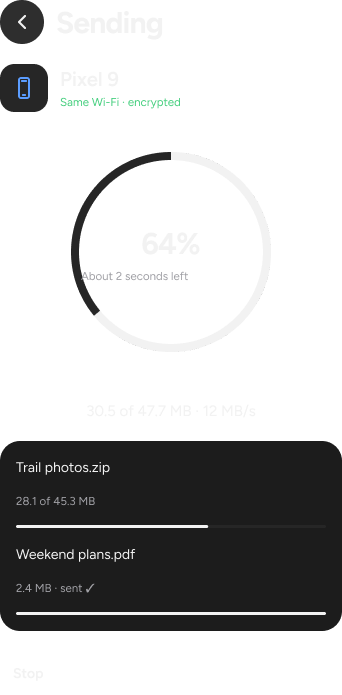 Sending
Pixel 9
Same Wi-Fi · encrypted
64%
About 2 seconds left
30.5 of 47.7 MB · 12 MB/s
Trail photos.zip
28.1 of 45.3 MB
Weekend plans.pdf
2.4 MB · sent ✓
Stop